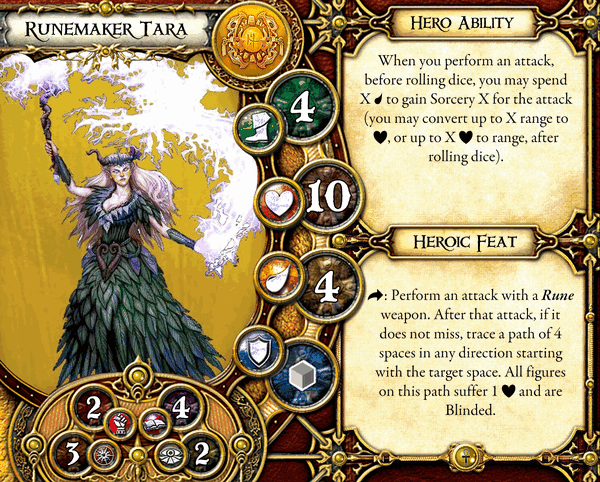 Runemaker Tara
4
10
4
2
4
3
2
Hero Ability
When you perform an attack,
before rolling dice, you may spend
X to gain Sorcery X for the attack
(you may convert up to X range to
, or up to X to range, after
rolling dice).
Heroic Feat
: Perform an attack with a Rune
weapon. After that attack, if it
does not miss, trace a path of 4
spaces in any direction starting
with the target space. All figures
on this path suffer 1 and are
Blinded.